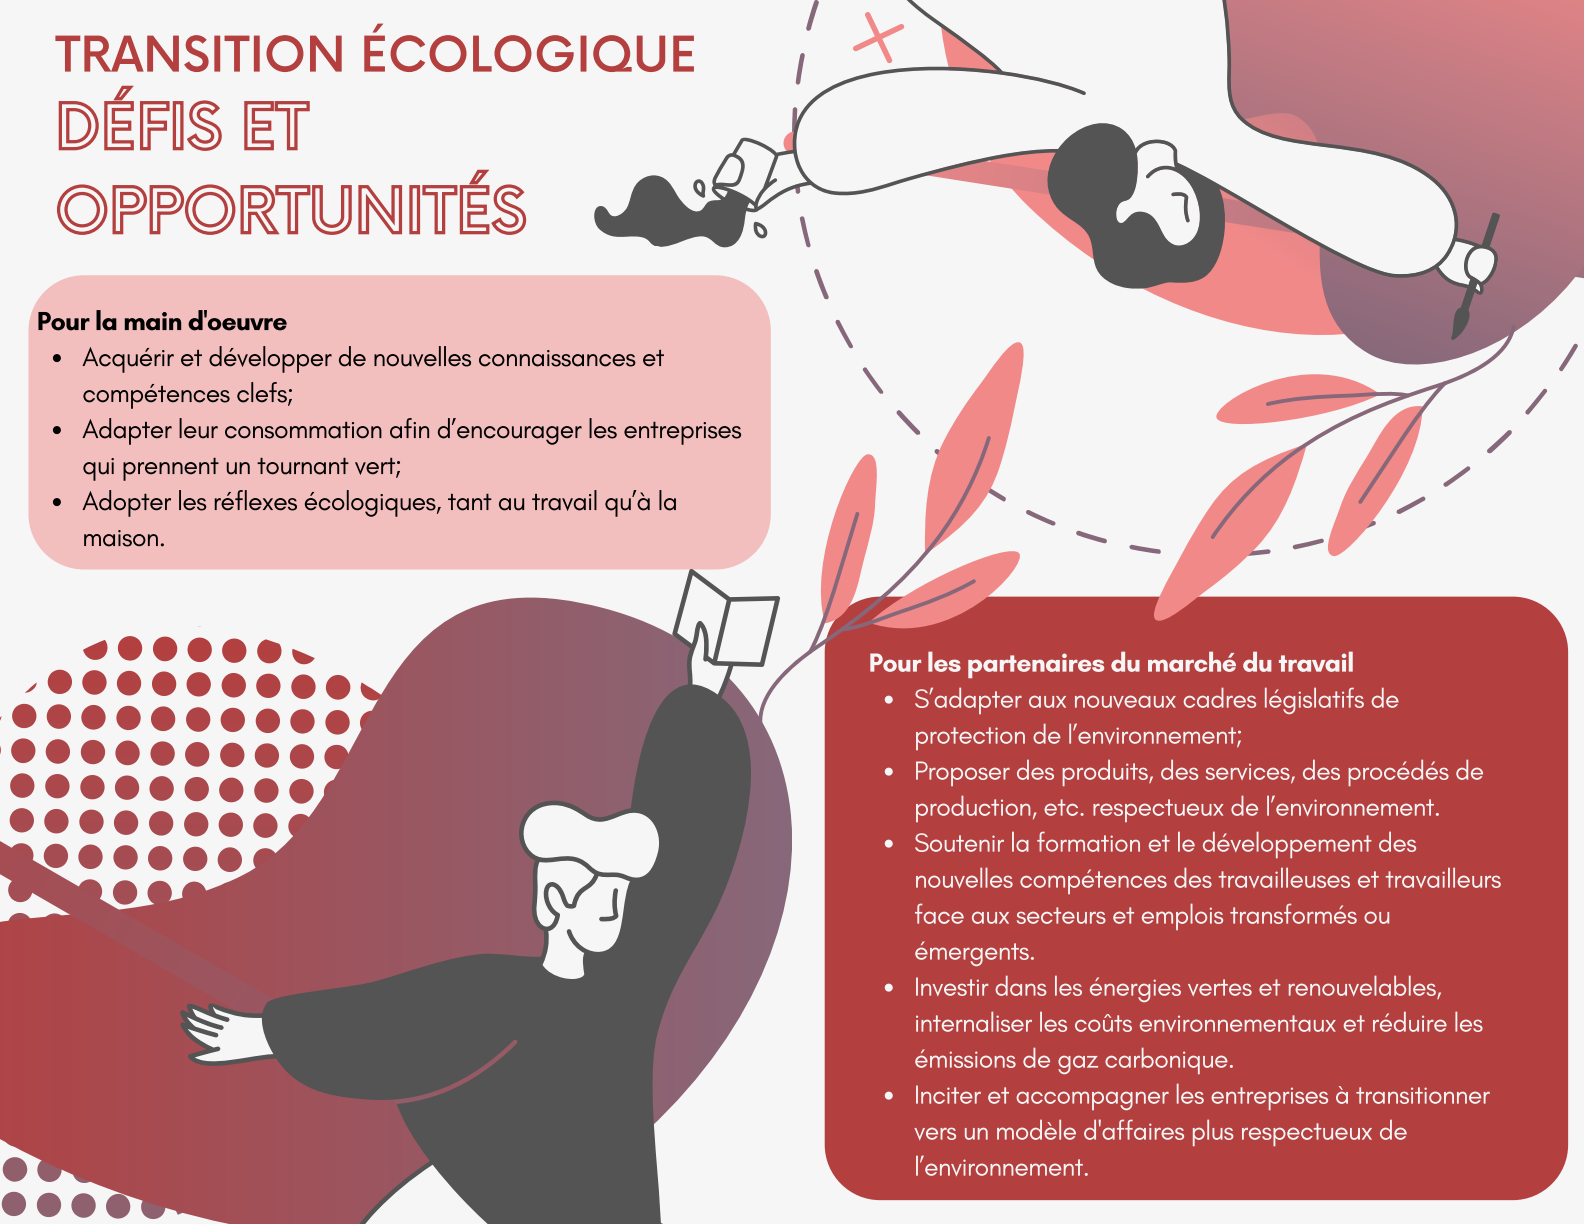 TRANSITION ÉCOLOGIQUE
DÉFIS ET
OPPORTUNITÉS
Pour la main d'oeuvre
• Acquérir et développer de nouvelles connaissances et
compétences clefs;
• Adapter leur consommation afin d’encourager les entreprises
qui prennent un tournant vert;
• Adopter les réflexes écologiques, tant au travail qu’à la
maison.
Pour les partenaires du marché du travail
• S’adapter aux nouveaux cadres législatifs de
protection de l’environnement;
• Proposer des produits, des services, des procédés de
production, etc. respectueux de l’environnement.
• Soutenir la formation et le développement des
nouvelles compétences des travailleuses et travailleurs
face aux secteurs et emplois transformés ou
émergents.
• Investir dans les énergies vertes et renouvelables,
internaliser les coûts environnementaux et réduire les
émissions de gaz carbonique.
• Inciter et accompagner les entreprises à transitionner
vers un modèle d'affaires plus respectueux de
l’environnement.